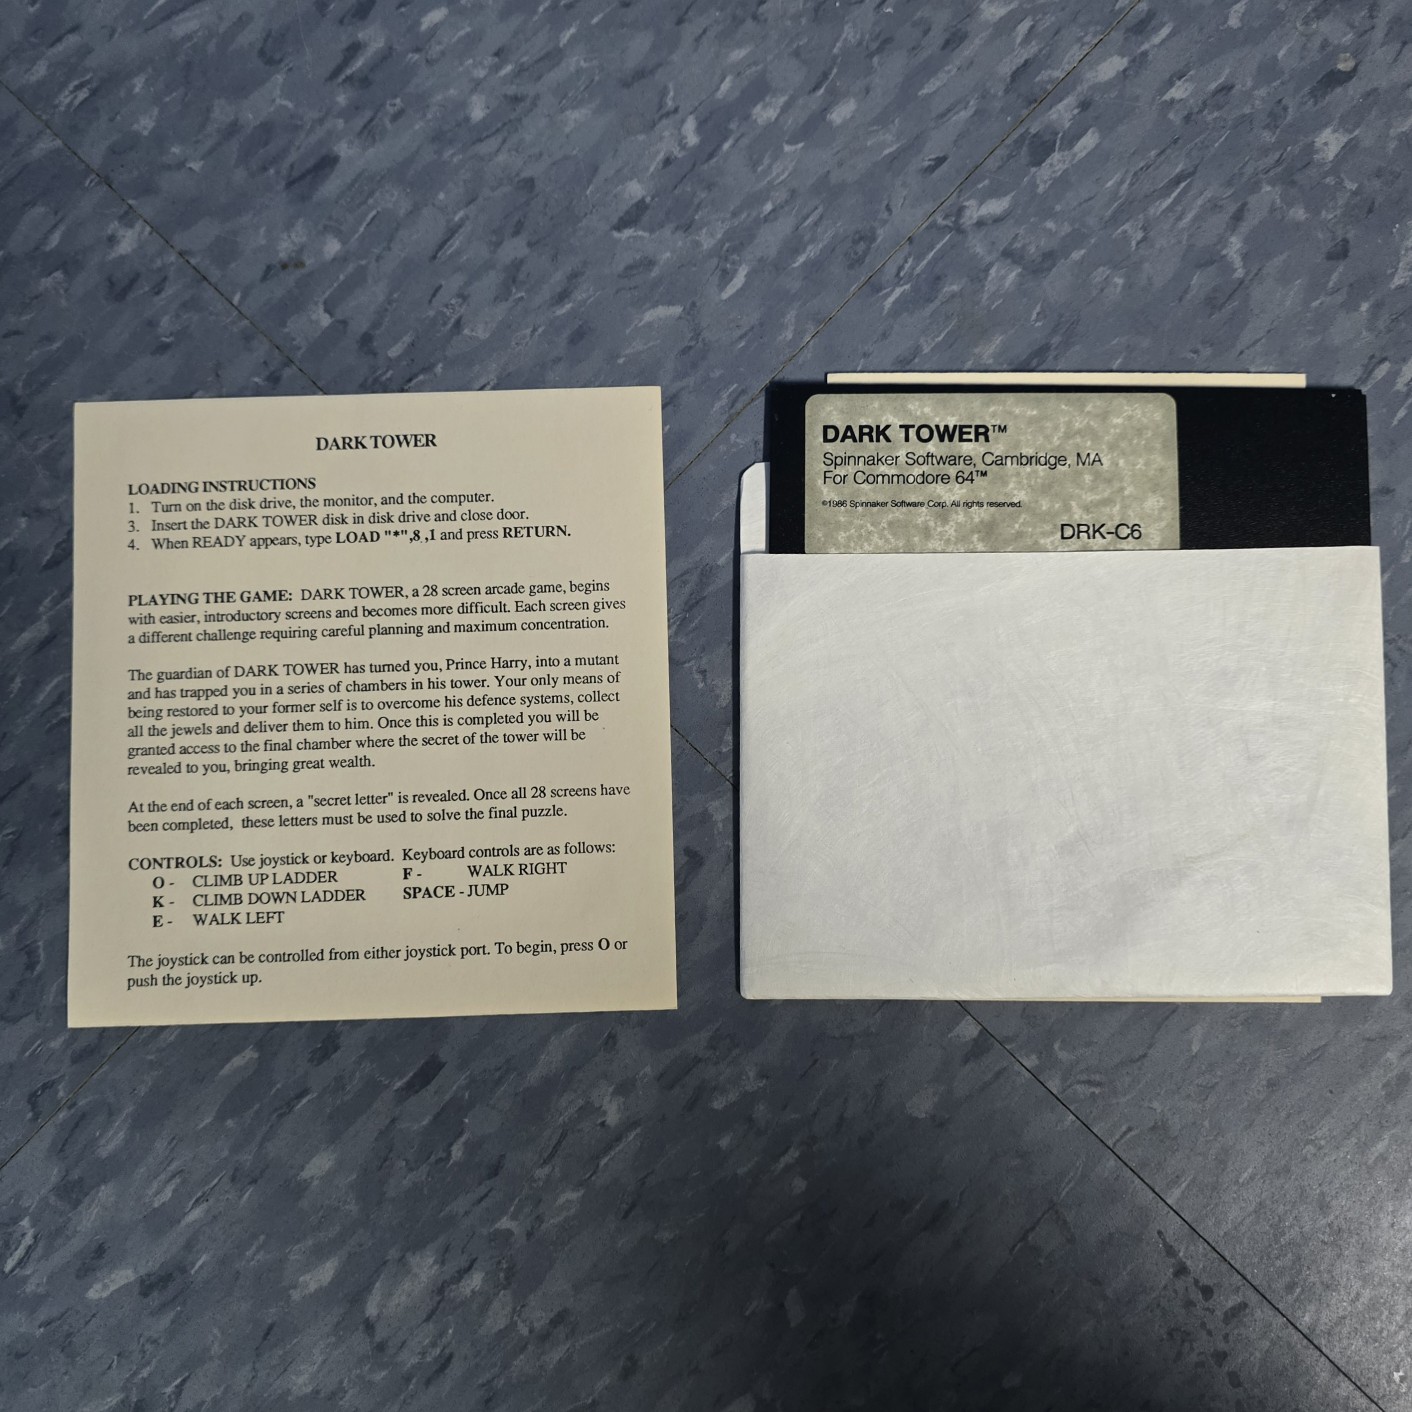 DARK TOWER
LOADING INSTRUCTIONS
1. Turn on the disk drive, the monitor, and the computer.
3. Insert the DARK TOWER disk in disk drive and close door.
4. When READY appears, type LOAD "*",8 ,1 and press RETURN.
PLAYING THE GAME: DARK TOWER, a 28 screen arcade game, begins
with easier, introductory screens and becomes more difficult. Each screen gives
a different challenge requiring careful planning and maximum concentration.
The guardian of DARK TOWER has turned you, Prince Harry, into a mutant
and has trapped you in a series of chambers in his tower. Your only means of
being restored to your former self is to overcome his defence systems, collect
all the jewels and deliver them to him. Once this is completed you will be
granted access to the final chamber where the secret of the tower will be
revealed to you, bringing great wealth.
At the end of each screen, a "secret letter" is revealed. Once all 28 screens have
been completed, these letters must be used to solve the final puzzle.
CONTROLS: Use joystick or keyboard. Keyboard controls are as follows:
O - CLIMB UP LADDER F - WALK RIGHT
K - CLIMB DOWN LADDER SPACE - JUMP
E - WALK LEFT
The joystick can be controlled from either joystick port. To begin, press O or
push the joystick up.
DARK TOWER™
Spinnaker Software, Cambridge, MA
For Commodore 64™
©1986 Spinnaker Software Corp. All rights reserved.
DRK-C6